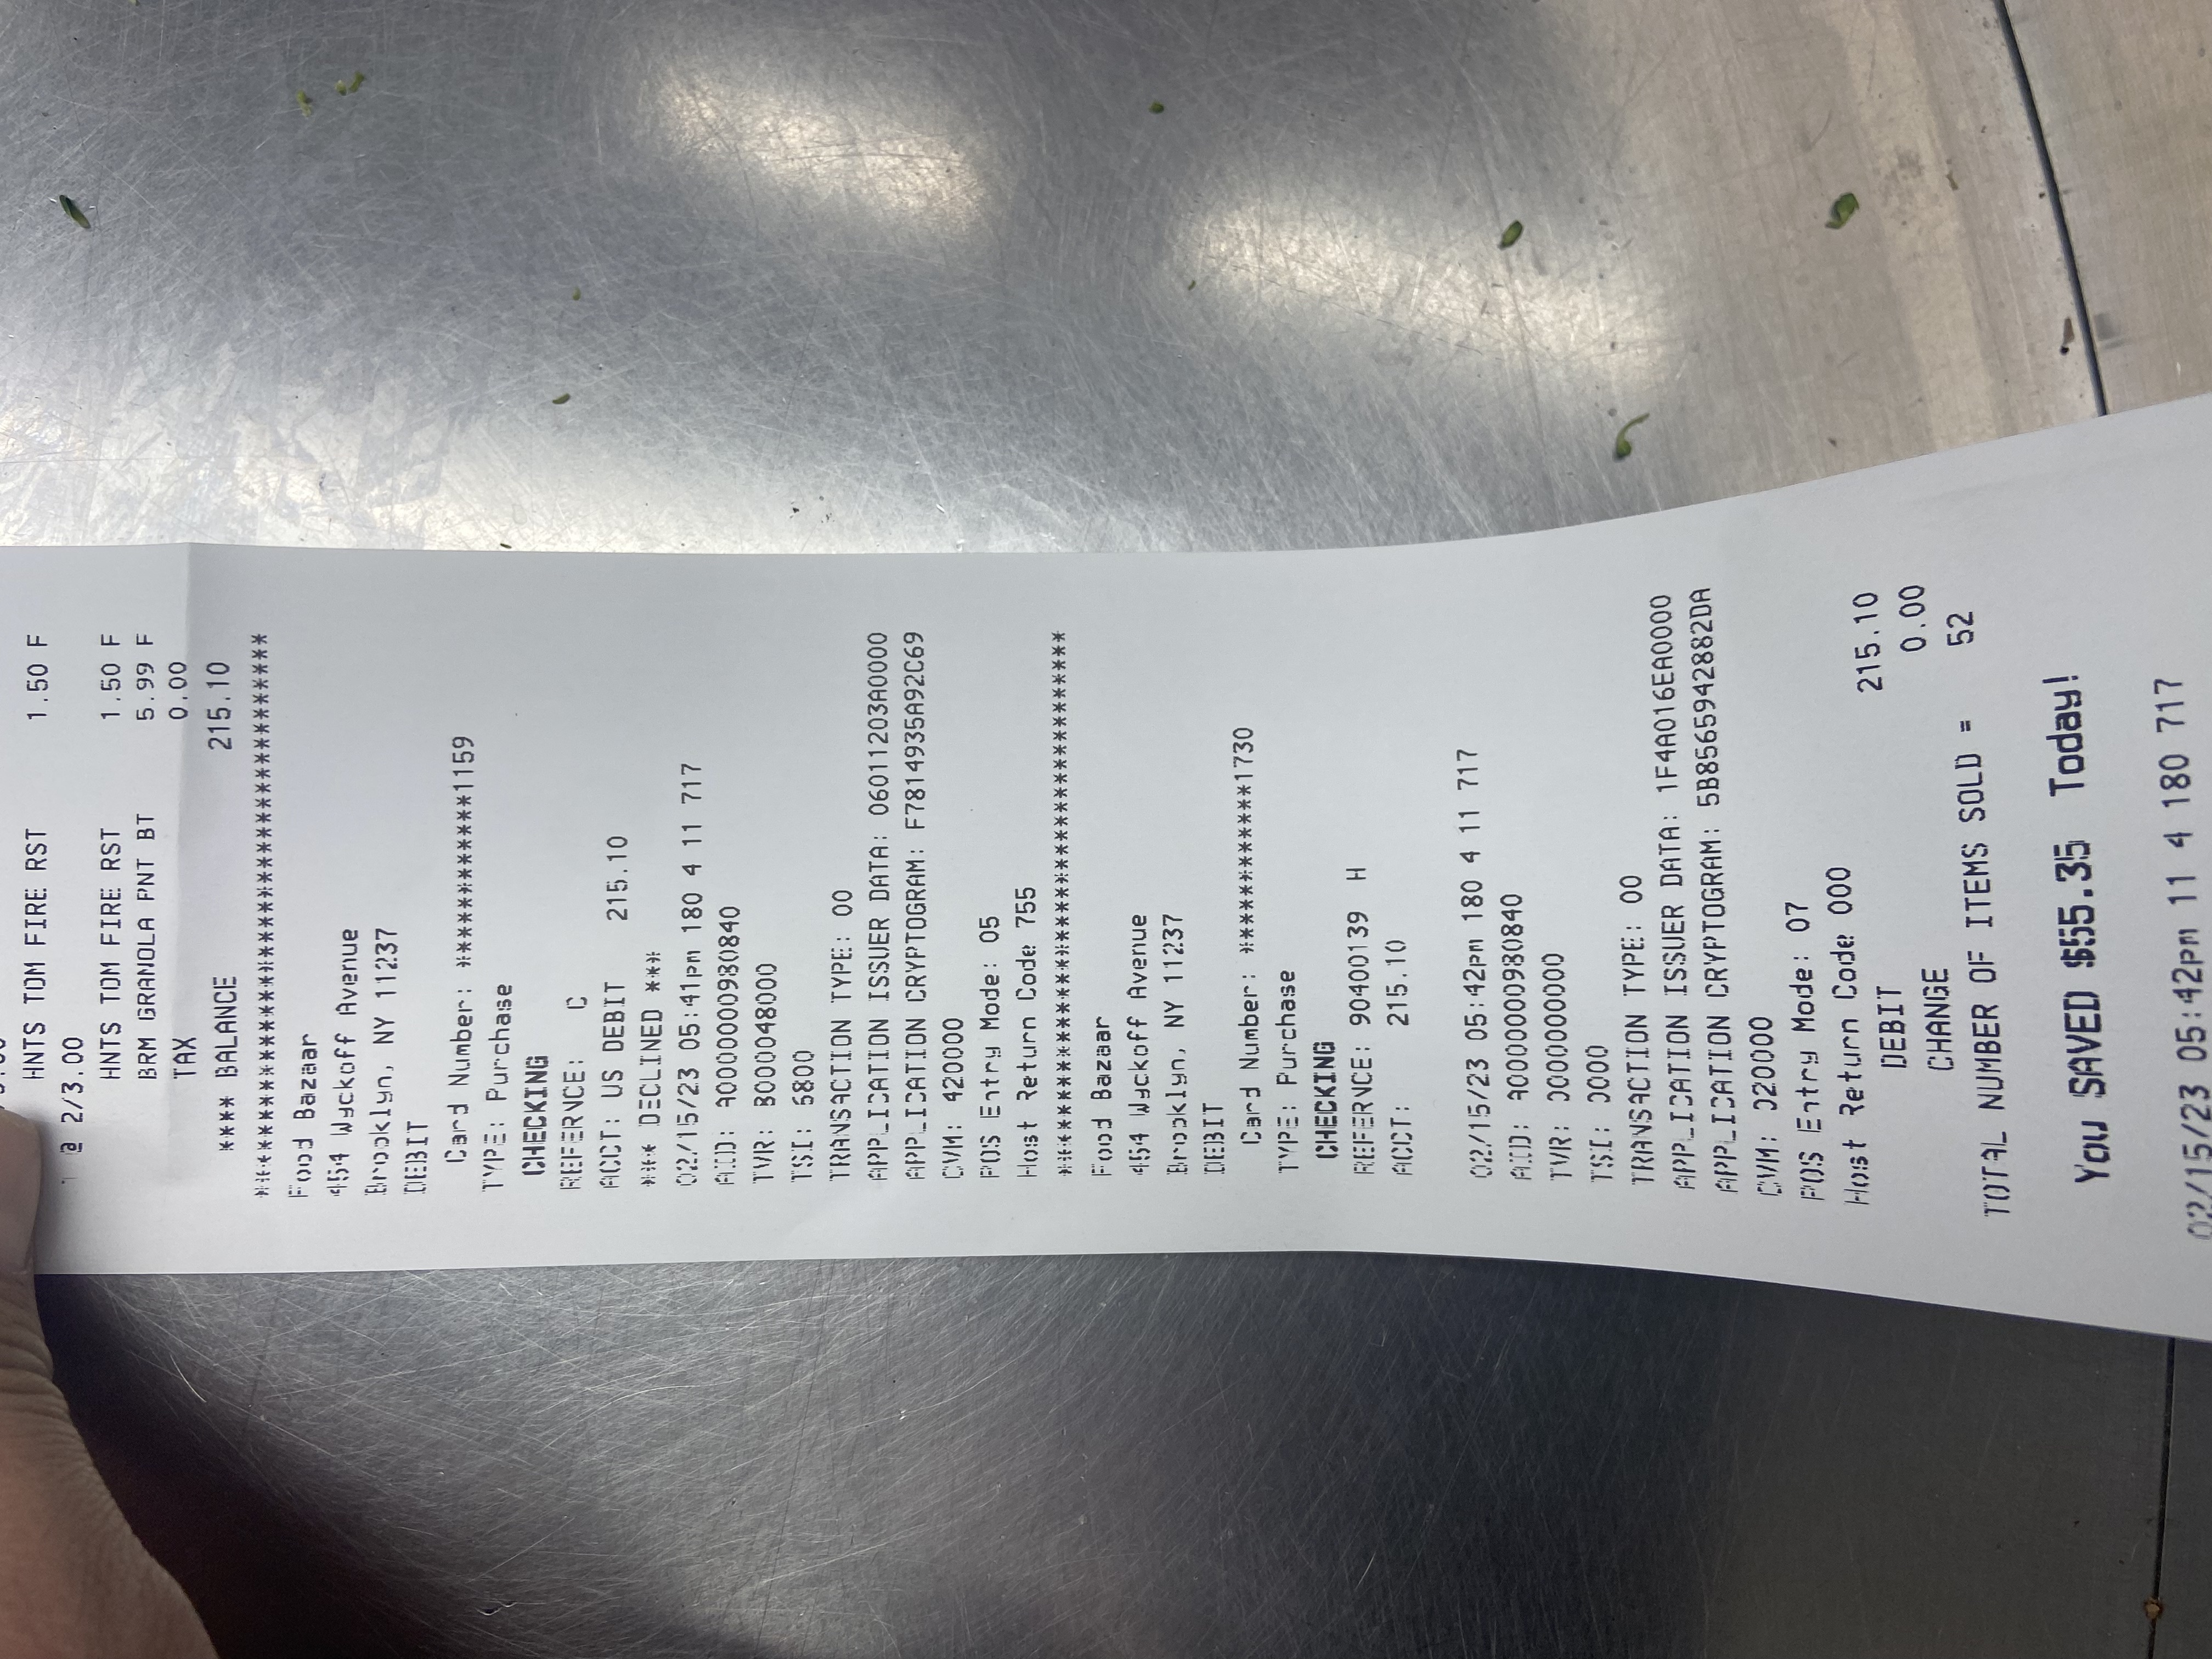 HNTS TOM FIRE RST 1.50 F
@ 2/3.00
HNTS TOM FIRE RST 1.50 F
BRM GRANOLA PNT BT 5.99 F
TAX 0.00
**** BALANCE 215.10
***************************************
Food Bazaar
454 Wyckoff Avenue
Brooklyn, NY 11237
DEBIT
Card Number: ************1159
TYPE: Purchase
CHECKING
REFERNCE: C
ACCT: US DEBIT 215.10
*** DECLINED ***
02/15/23 05:41pm 180 4 11 717
AID: A0000000980840
TVR: 8000048000
TSI: 6800
TRANSACTION TYPE: 00
APPLICATION ISSUER DATA: 06011203A0000
APPLICATION CRYPTOGRAM: F7814935A92C69
CVM: 420000
POS Entry Mode: 05
Host Return Code 755
***************************************
Food Bazaar
454 Wyckoff Avenue
Brooklyn, NY 11237
DEBIT
Card Number: ************1730
TYPE: Purchase
CHECKING
REFERNCE: 90400139 H
ACCT: 215.10
02/15/23 05:42pm 180 4 11 717
AID: A0000000980840
TVR: 0000000000
TSI: 0000
TRANSACTION TYPE: 00
APPLICATION ISSUER DATA: 1F4A016EA0000
APPLICATION CRYPTOGRAM: 5B8565942882DA
CVM: 020000
POS Entry Mode: 07
Host Return Code 000
DEBIT 215.10
CHANGE 0.00
TOTAL NUMBER OF ITEMS SOLD = 52
You SAVED $55.35 Today!
02/15/23 05:42pm 11 4 180 717